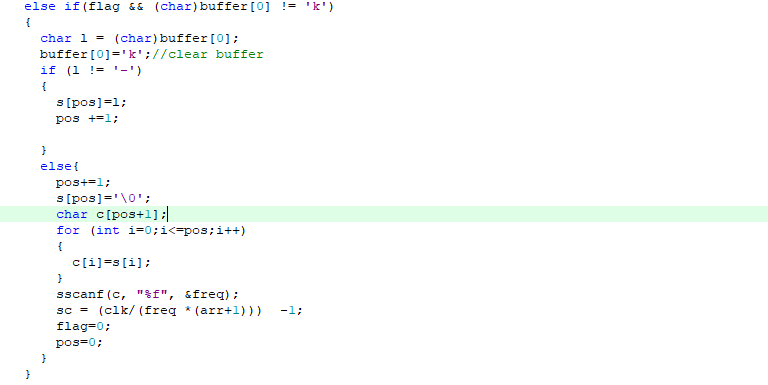 else if(flag && (char)buffer[0] != 'k')
{
char l = (char)buffer[0];
buffer[0]='k';//clear buffer
if (l != '-')
{
s[pos]=l;
pos +=1;
}
else{
pos+=1;
s[pos]='\0';
char c[pos+1];
for (int i=0;i<=pos;i++)
{
c[i]=s[i];
}
sscanf(c, "%f", &freq);
sc = (clk/(freq *(arr+1)))  -1;
flag=0;
pos=0;
}
}